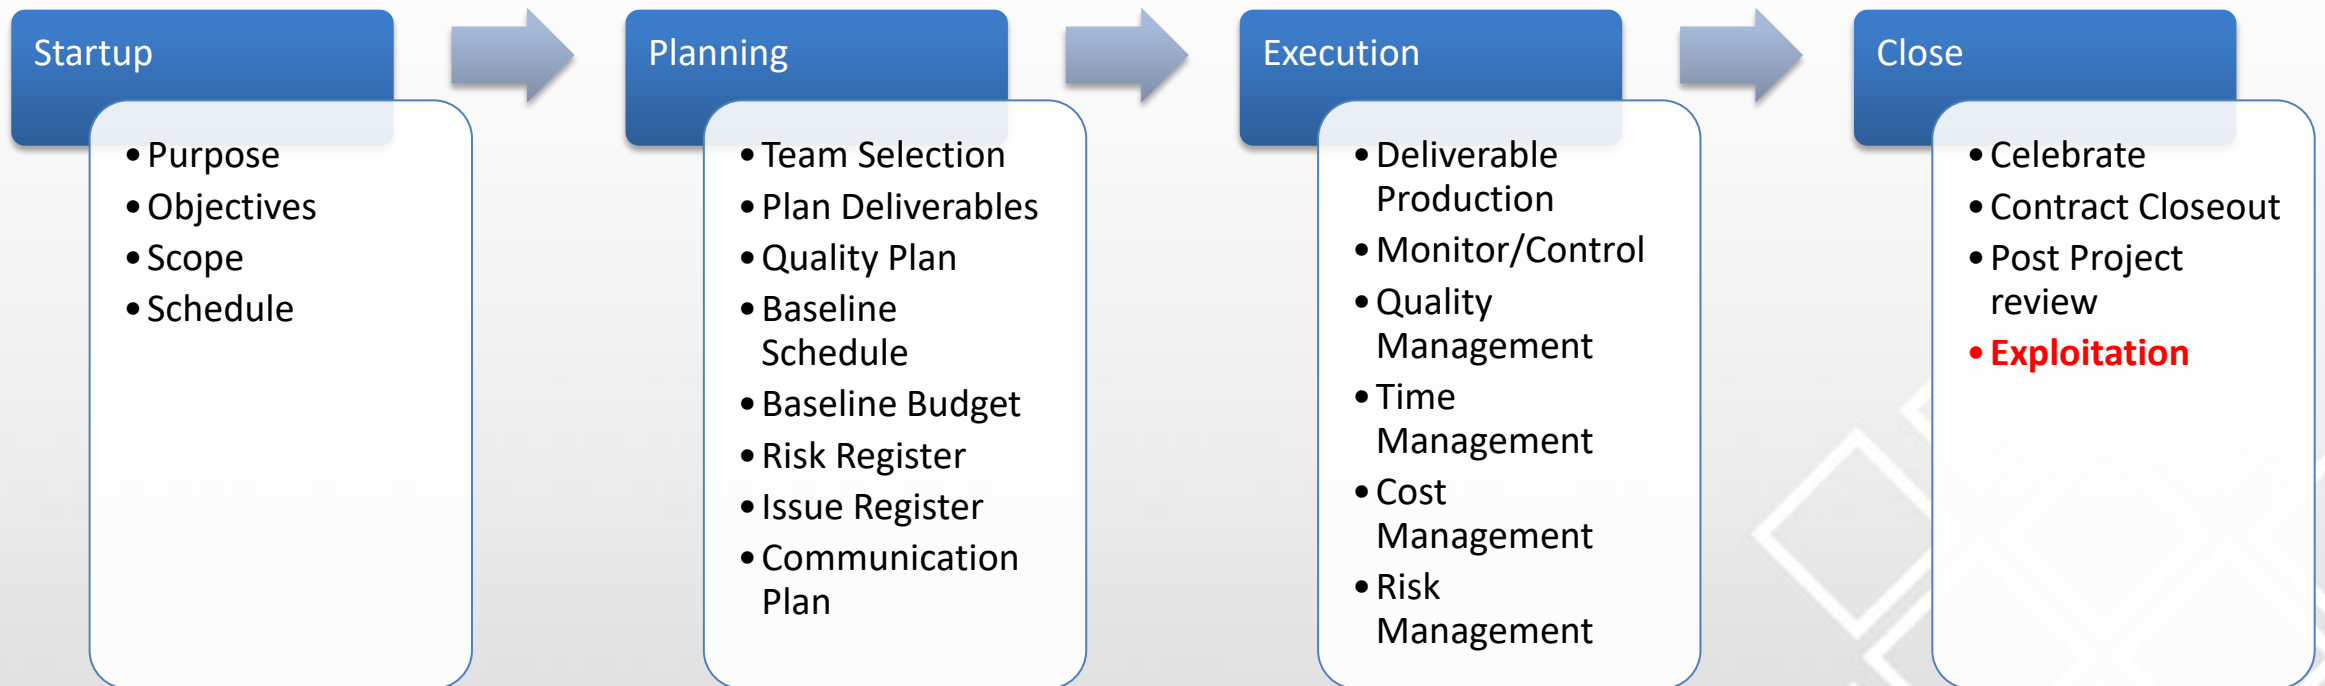 Startup
• Purpose
• Objectives
• Scope
• Schedule
Planning
• Team Selection
• Plan Deliverables
• Quality Plan
• Baseline
Schedule
• Baseline Budget
• Risk Register
• Issue Register
• Communication
Plan
Execution
• Deliverable
Production
• Monitor/Control
• Quality
Management
• Time
Management
• Cost
Management
• Risk
Management
Close
• Celebrate
• Contract Closeout
• Post Project
review
• Exploitation